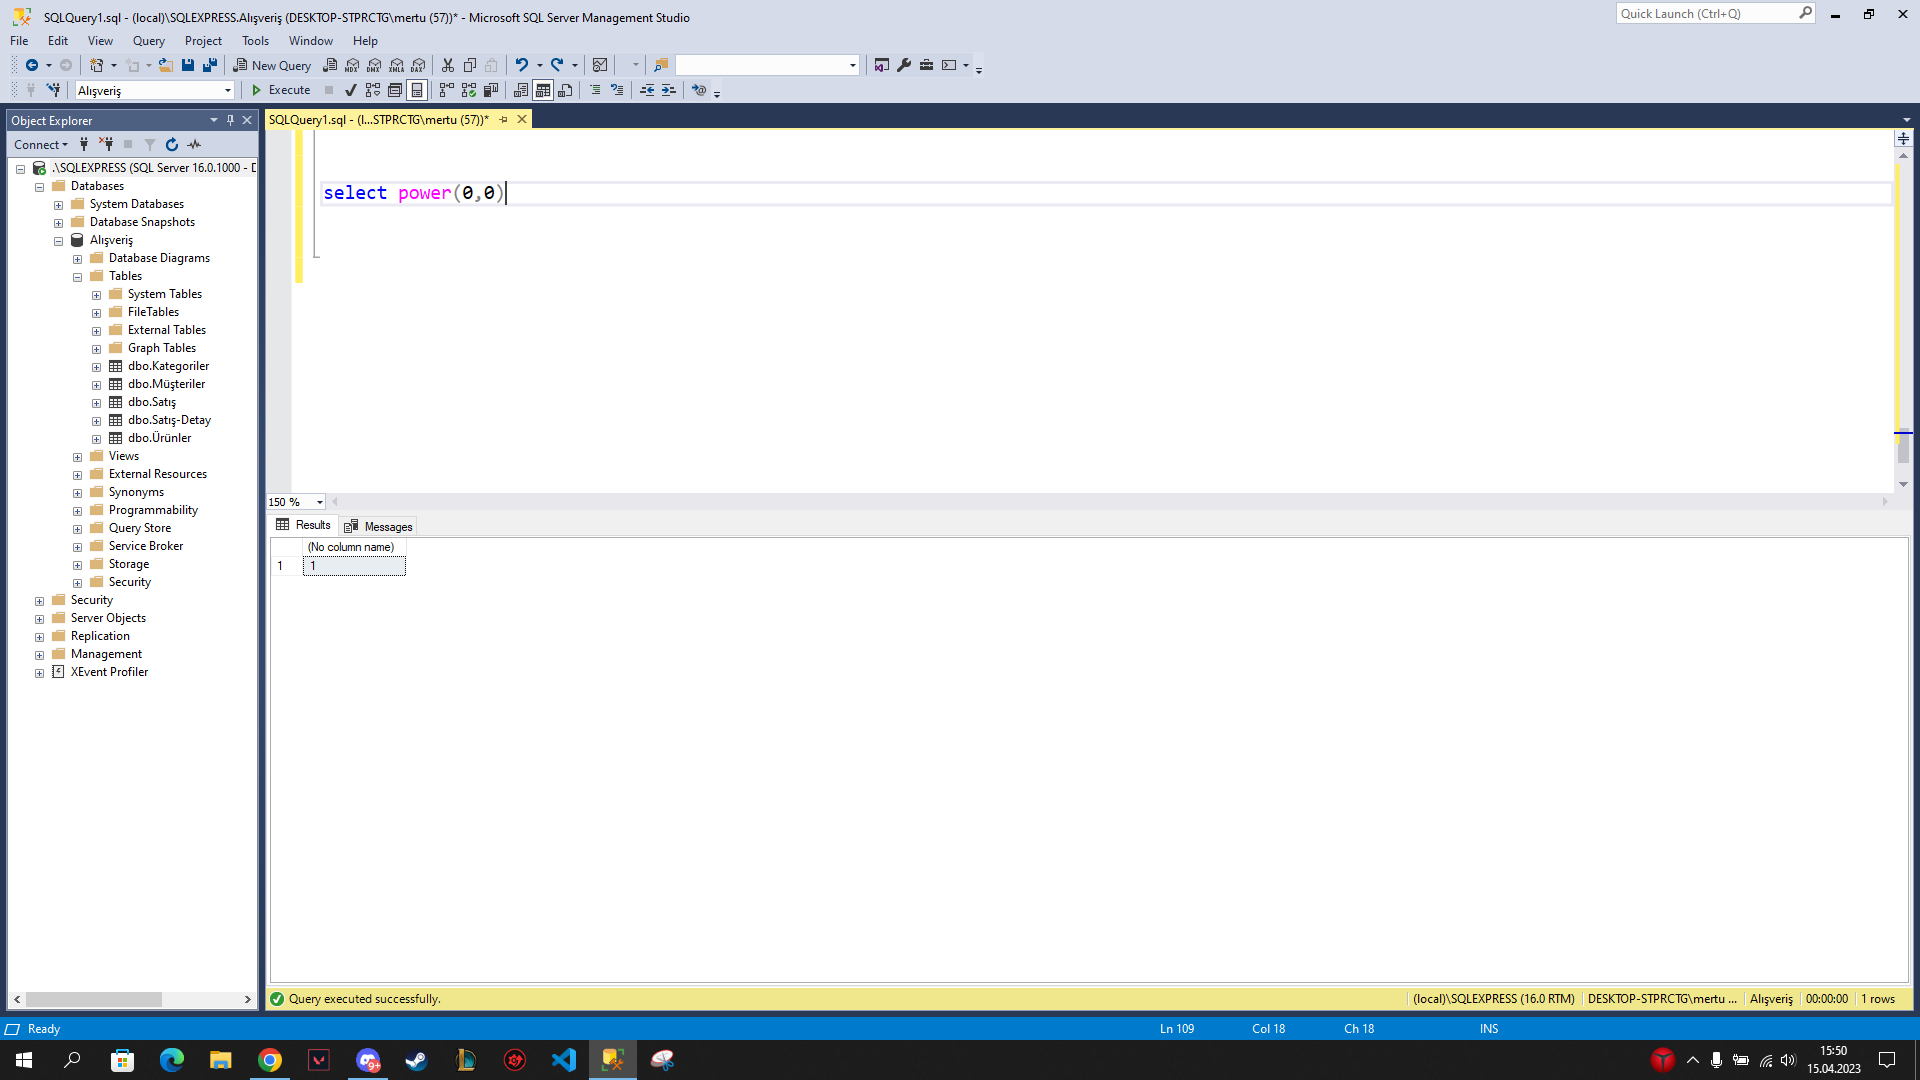 SQLQuery1.sql - (local)\SQLEXPRESS.Alışveriş (DESKTOP-STPRCTG\mertu (57))* - Microsoft SQL Server Management Studio
Quick Launch (Ctrl+Q)
File Edit View Query Project Tools Window Help
New Query
MDX DMX XMLA DAX
Alışveriş
Execute
Object Explorer
SQLQuery1.sql - (l...STPRCTG\mertu (57))*
Connect
.\SQLEXPRESS (SQL Server 16.0.1000 - D
Databases
System Databases
Database Snapshots
Alışveriş
Database Diagrams
Tables
System Tables
FileTables
External Tables
Graph Tables
dbo.Kategoriler
dbo.Müşteriler
dbo.Satış
dbo.Satış-Detay
dbo.Ürünler
Views
External Resources
Synonyms
Programmability
Query Store
Service Broker
Storage
Security
Security
Server Objects
Replication
Management
XEvent Profiler
select power(0,0)
150 %
Results Messages
(No column name)
1 1
Query executed successfully.
(local)\SQLEXPRESS (16.0 RTM) DESKTOP-STPRCTG\mertu ... Alışveriş 00:00:00 1 rows
Ready
Ln 109 Col 18 Ch 18 INS
9+
15:50
15.04.2023